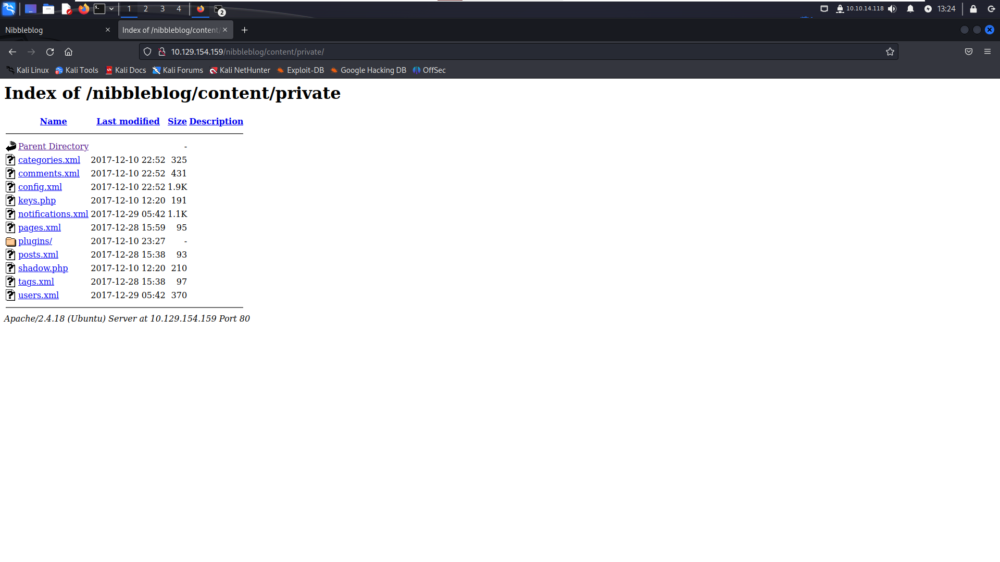 1 2 3 4 2 10.10.14.118 13:24
Nibbleblog Index of /nibbleblog/content/
10.129.154.159/nibbleblog/content/private/
Kali Linux Kali Tools Kali Docs Kali Forums Kali NetHunter Exploit-DB Google Hacking DB OffSec
Index of /nibbleblog/content/private
Name Last modified Size Description
Parent Directory -
categories.xml 2017-12-10 22:52 325
comments.xml 2017-12-10 22:52 431
config.xml 2017-12-10 22:52 1.9K
keys.php 2017-12-10 12:20 191
notifications.xml 2017-12-29 05:42 1.1K
pages.xml 2017-12-28 15:59 95
plugins/ 2017-12-10 23:27 -
posts.xml 2017-12-28 15:38 93
shadow.php 2017-12-10 12:20 210
tags.xml 2017-12-28 15:38 97
users.xml 2017-12-29 05:42 370
Apache/2.4.18 (Ubuntu) Server at 10.129.154.159 Port 80